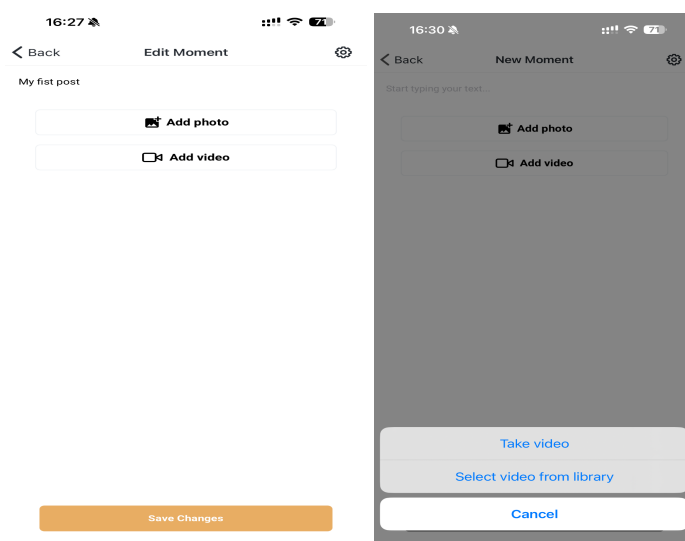 16:27
71
Back
Edit Moment
My fist post
Add photo
Add video
Save Changes
16:30
71
Back
New Moment
Start typing your text...
Add photo
Add video
Take video
Select video from library
Cancel